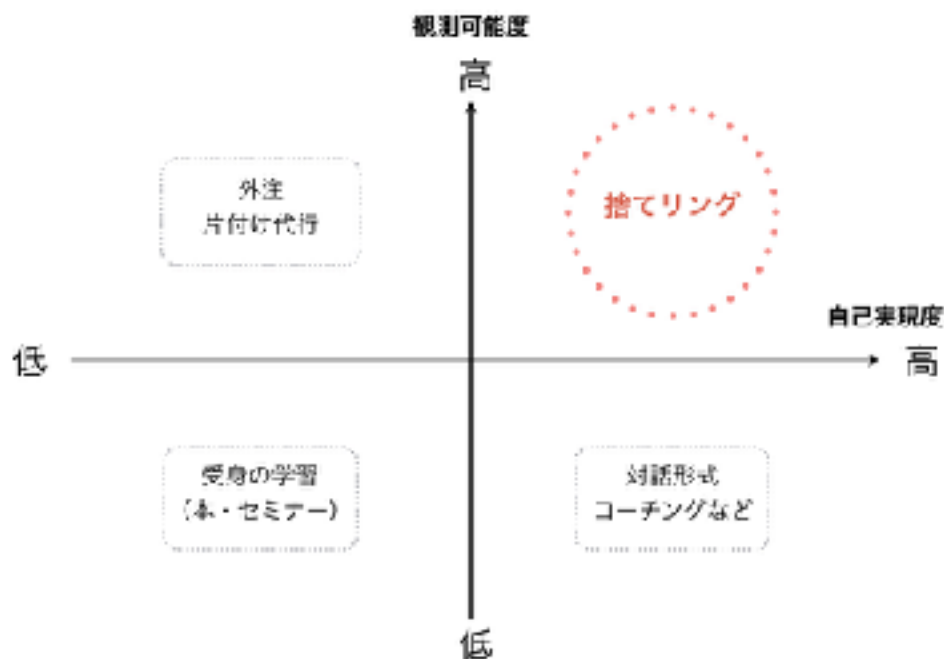 観測可能度
高
外注
片付け代行
捨てリング
自己実現度
低
高
受身の学習
(本・セミナー)
対話形式
コーチングなど
低